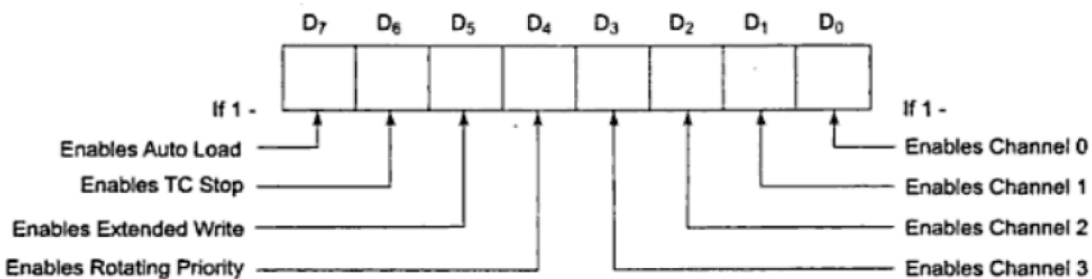 D₇ D₆ D₅ D₄ D₃ D₂ D₁ D₀
If 1 - If 1 -
Enables Auto Load Enables Channel 0
Enables TC Stop Enables Channel 1
Enables Extended Write Enables Channel 2
Enables Rotating Priority Enables Channel 3